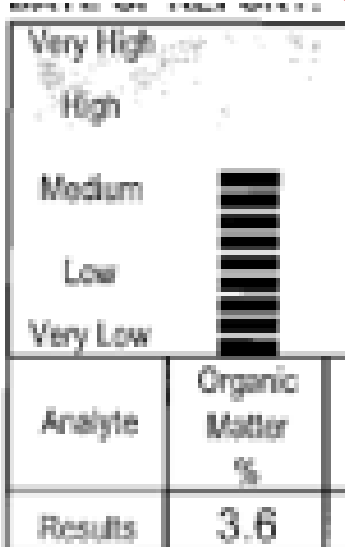 Very High
High
Medium
Low
Very Low
Analyte
Organic
Matter
%
Results
3.6